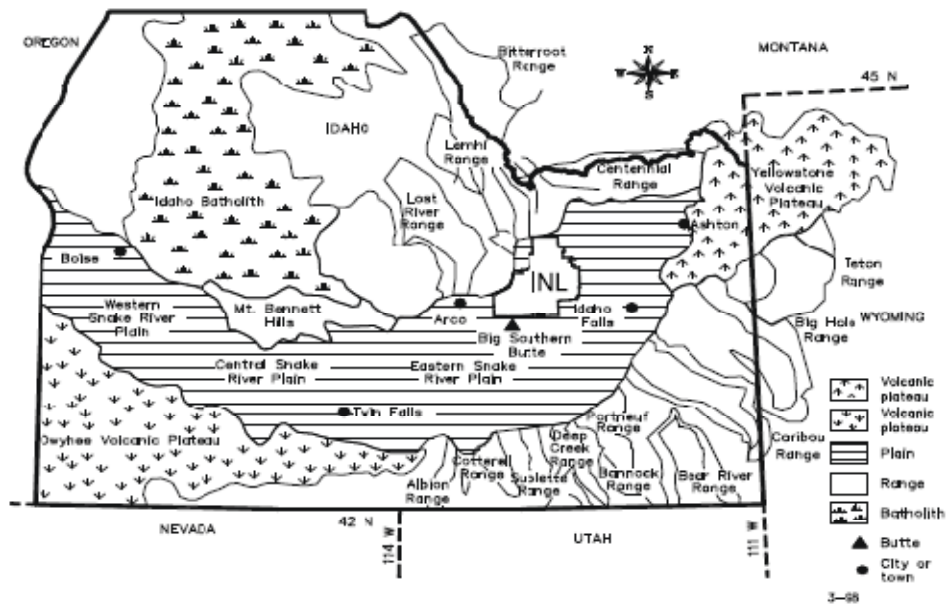 OREGON
Bitterroot
Range
N
W
E
S
MONTANA
45 N
IDAHO
Lemhi
Range
Centennial
Range
Yellowstone
Volcanic
Plateau
Idaho Batholith
Lost
River
Range
Ashton
Boise
INL
Teton
Range
Western
Snake River
Plain
Mt. Bennett
Hills
Arco
Idaho
Falls
Big Southern
Butte
Big Hole
Range
WYOMING
Central Snake
River Plain
Eastern Snake
River Plain
Volcanic
plateau
Volcanic
plateau
Twin Falls
Portneuf
Range
Owyhee Volcanic Plateau
Deep
Creek
Range
Caribou
Range
Plain
Cotterell
Range
Albion
Range
Sublette
Range
Bannock
Range
Bear River
Range
Range
Batholith
NEVADA
42 N
114 W
UTAH
111 W
Butte
City or
town
3-98